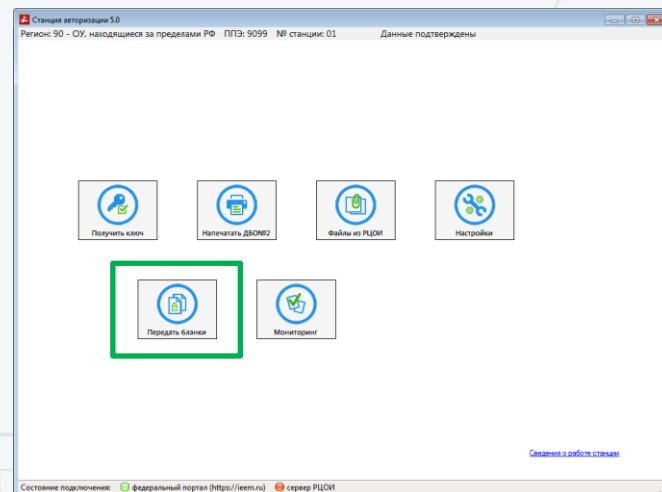 Станция авторизации 5.0
Регион: 90 - ОУ, находящиеся за пределами РФ ППЭ: 9099 № станции: 01 Данные подтверждены
Получить ключ Напечатать ДБО№2 Файлы из РЦОИ Настройки
Передать бланки Мониторинг
Сведения о работе станции
Состояние подключения: федеральный портал (https://ieem.ru) сервер РЦОИ